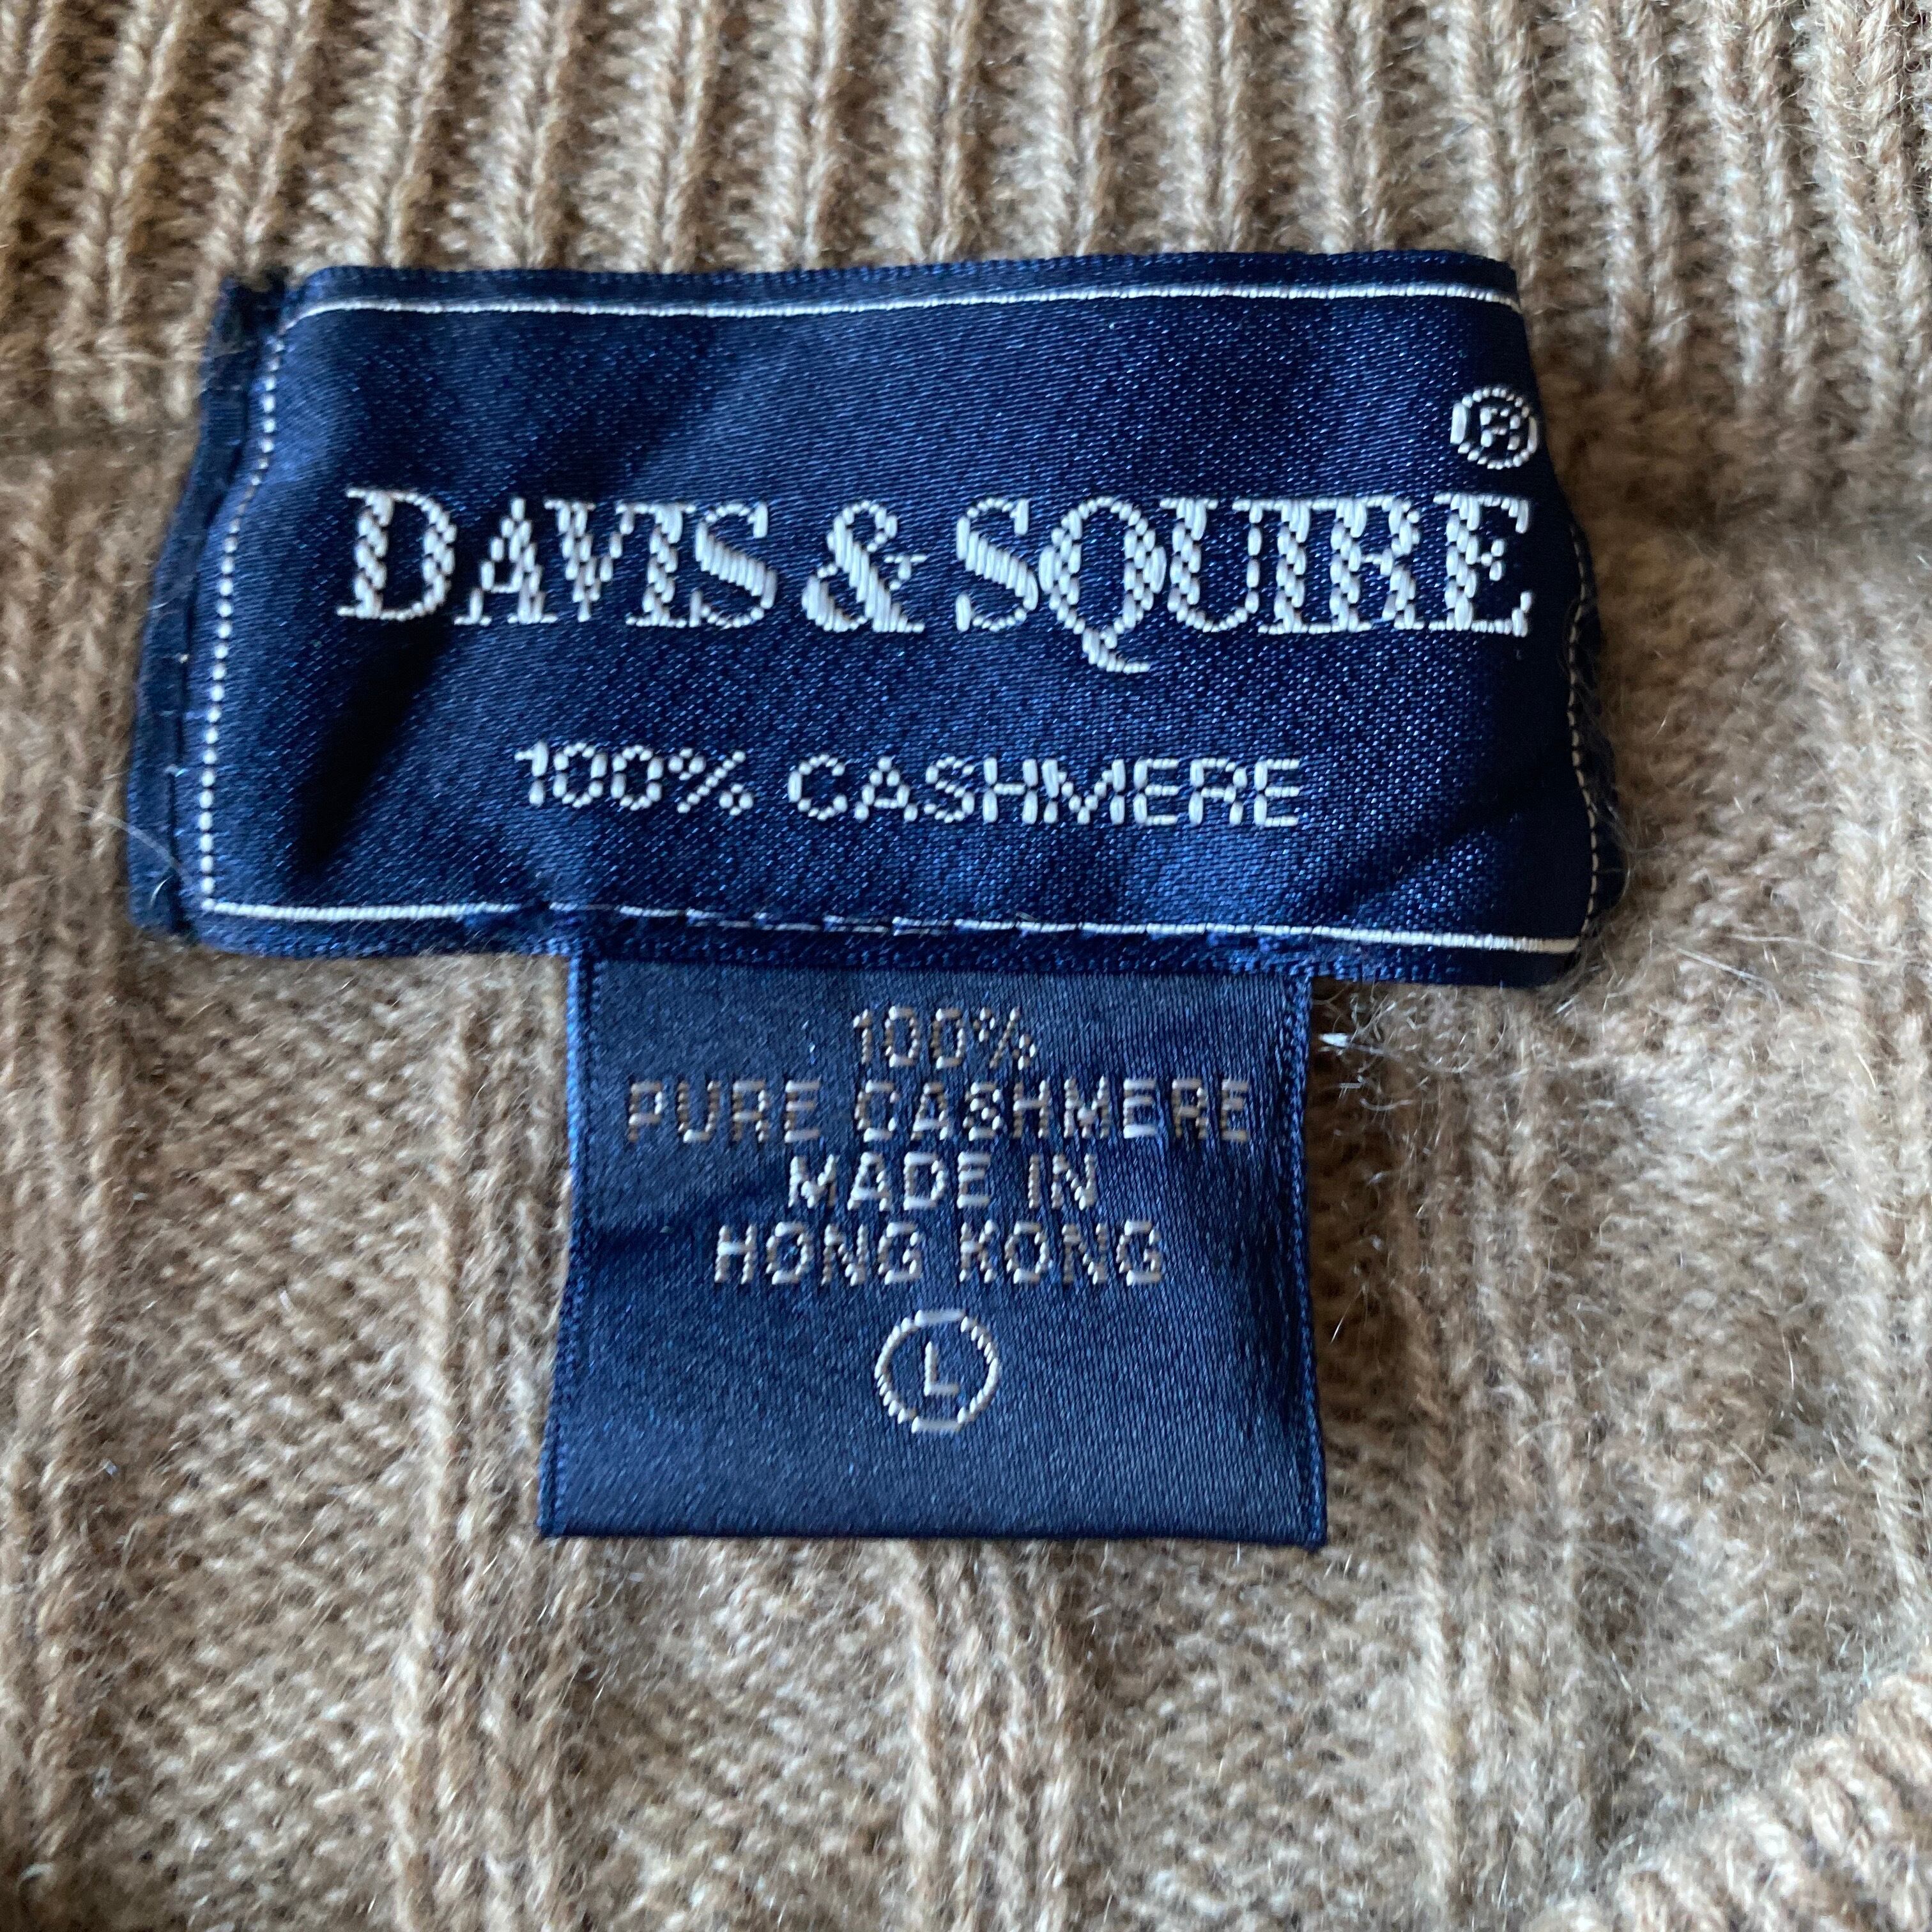 ®
DAVIS & SQUIRE
100% CASHMERE
100%
PURE CASHMERE
MADE IN
HONG KONG
L